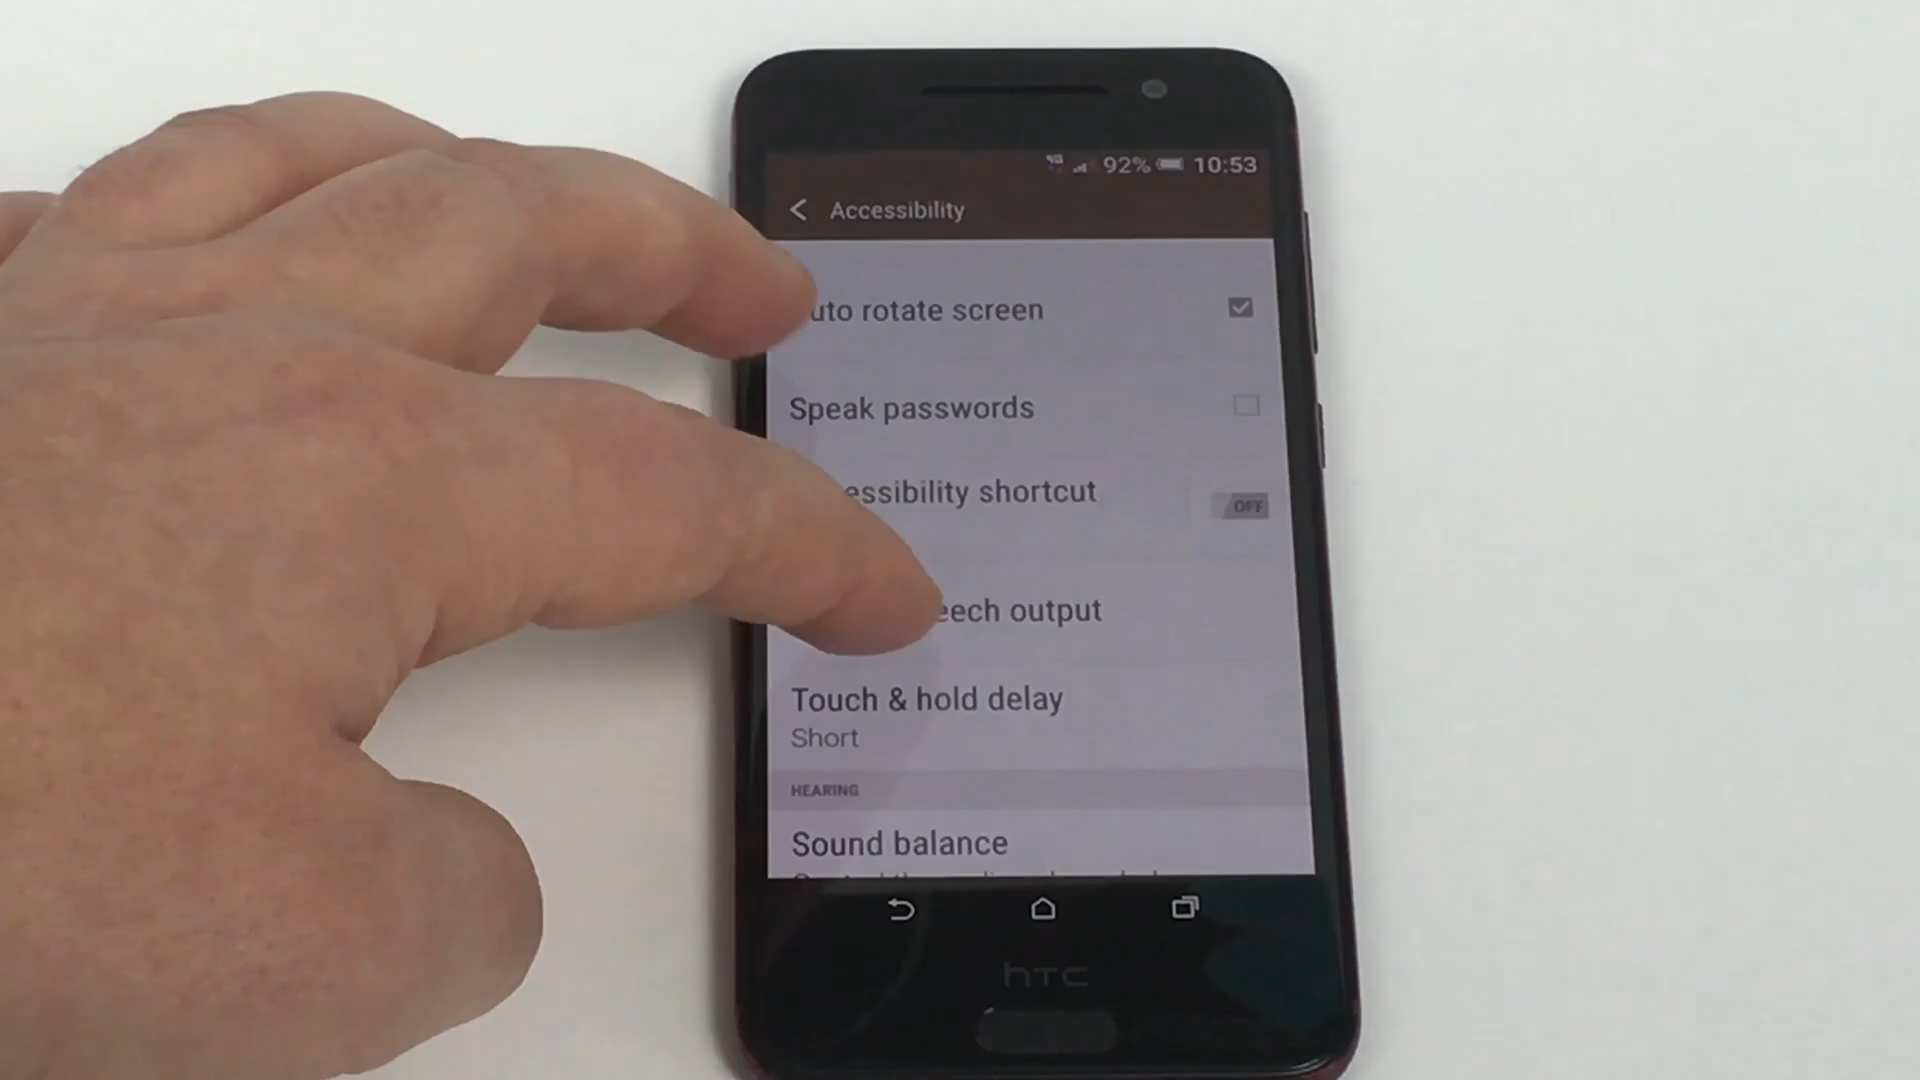 92% 10:53
Accessibility
uto rotate screen
Speak passwords
essibility shortcut
OFF
eech output
Touch & hold delay
Short
HEARING
Sound balance
hTC